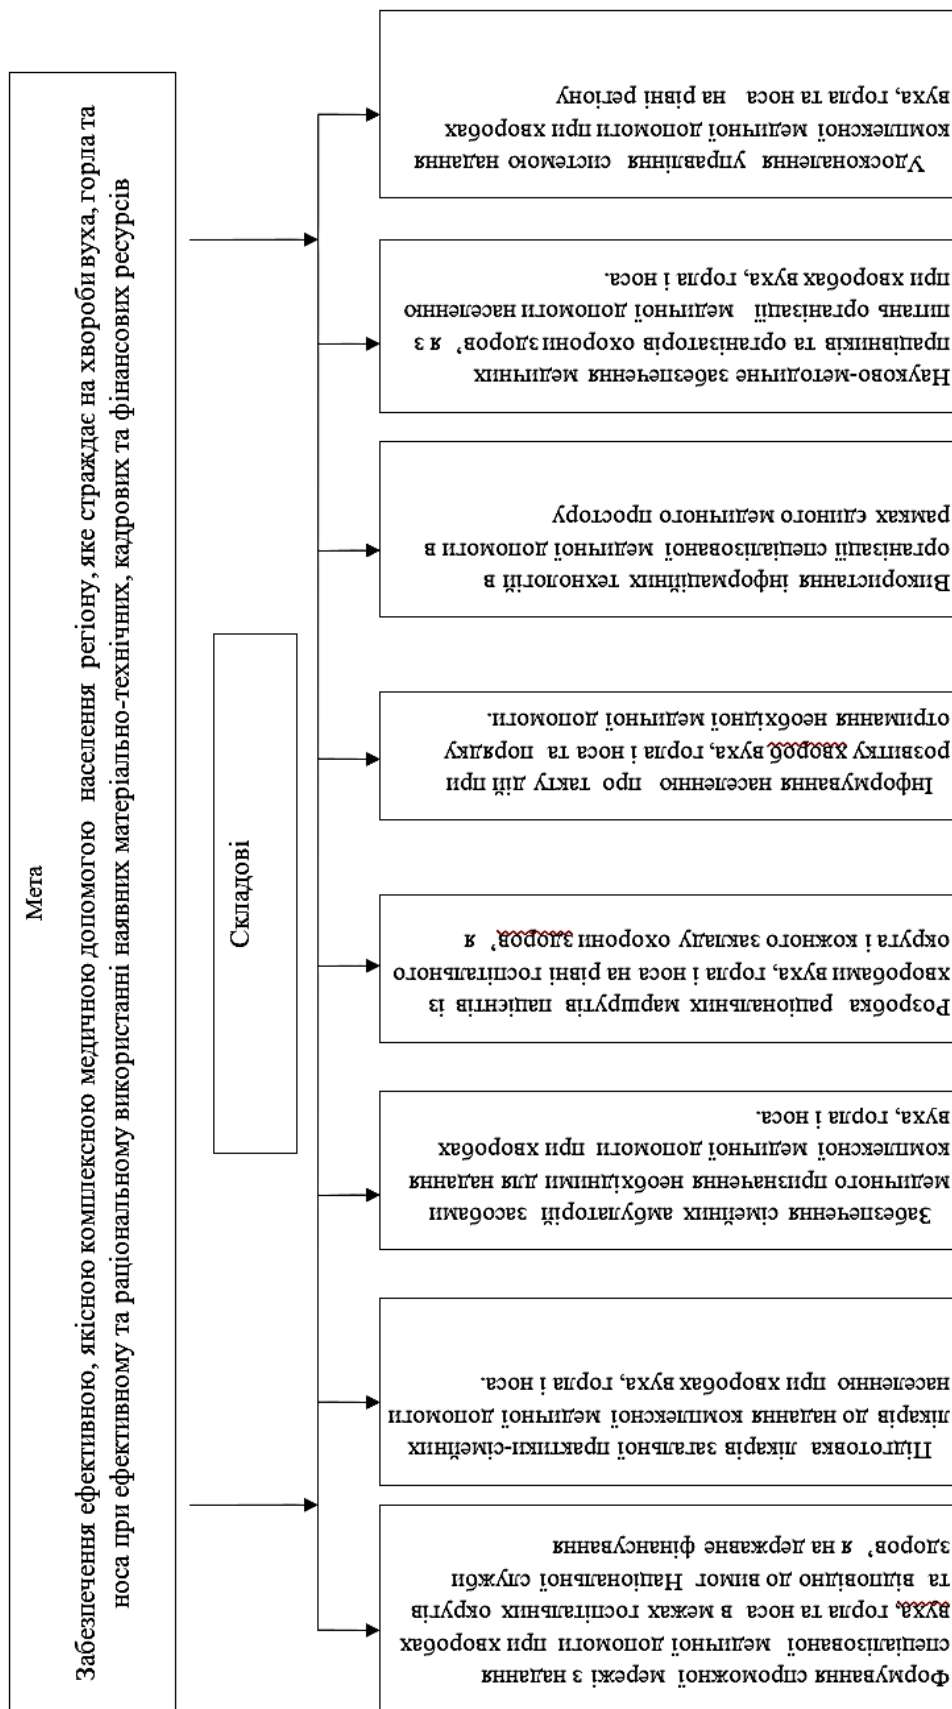 Мета
Забезпечення ефективною, якісною комплексною медичною допомогою населення регіону, яке страждає на хвороби вуха, горла та
носа при ефективному та раціональному використанні наявних матеріально-технічних, кадрових та фінансових ресурсів
Складові
Формування спроможної мережі з надання
спеціалізованої медичної допомоги при хворобах
вуха, горла та носа в межах госпітальних округів
та відповідно до вимог Національної служби
здоров’я на державне фінансування
Підготовка лікарів загальної практики-сімейних
лікарів до надання комплексної медичної допомоги
населенню при хворобах вуха, горла і носа.
Забезпечення сімейних амбулаторій засобами
медичного призначення необхідними для надання
комплексної медичної допомоги при хворобах
вуха, горла і носа.
Розробка раціональних маршрутів пацієнтів із
хворобами вуха, горла і носа на рівні госпітального
округа і кожного закладу охорони здоров’я
Інформування населенню про такту дій при
розвитку хвороб вуха, горла і носа та порядку
отримання необхідної медичної допомоги.
Використання інформаційних технологій в
організації спеціалізованої медичної допомоги в
рамках єдиного медичного простору
Науково-методичне забезпечення медичних
працівників та організаторів охорони здоров’я з
питань організації медичної допомоги населенню
при хворобах вуха, горла і носа.
Удосконалення управління системою надання
комплексної медичної допомоги при хворобах
вуха, горла та носа на рівні регіону